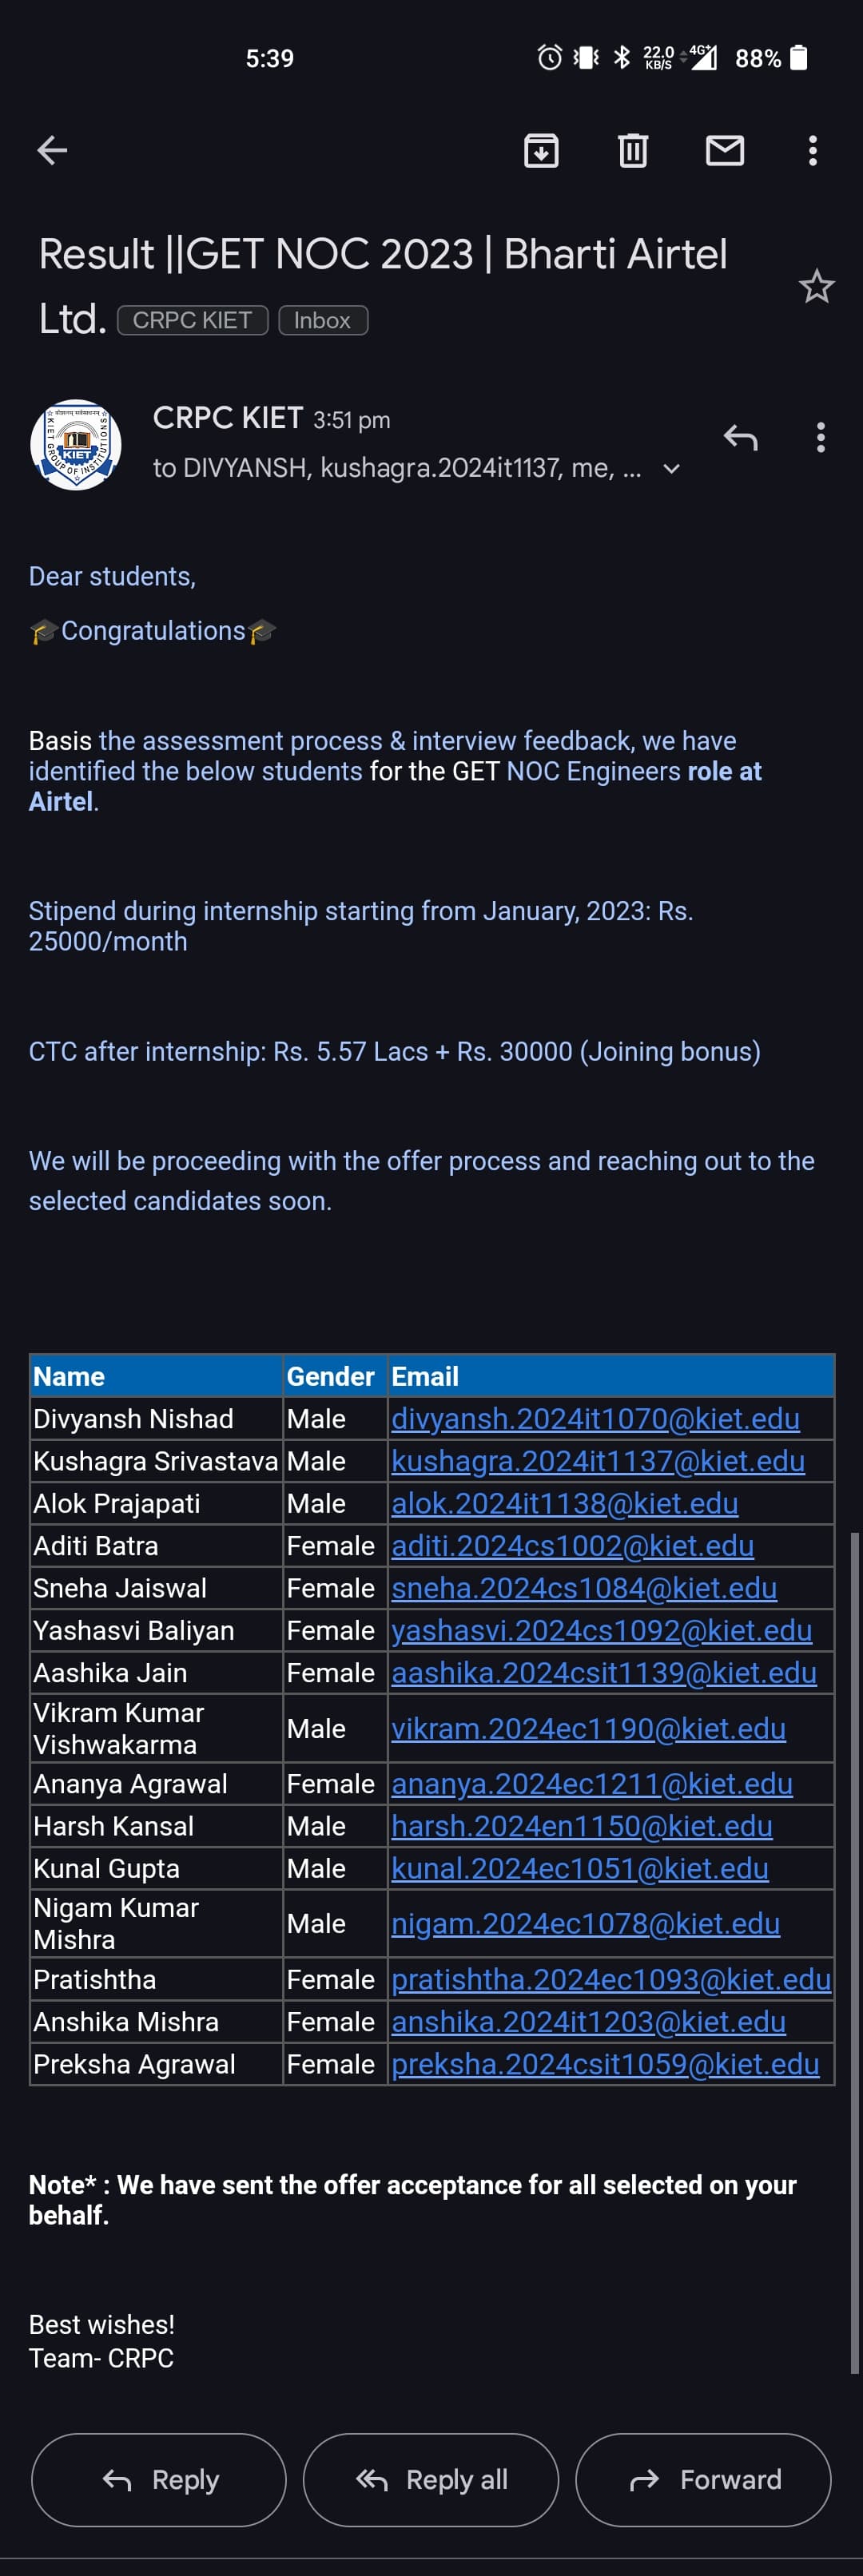 5:39
22.0 KB/S 4G+ 88%
Result ||GET NOC 2023 | Bharti Airtel
Ltd. CRPC KIET Inbox
CRPC KIET 3:51 pm
to DIVYANSH, kushagra.2024it1137, me, ...
KIET GROUP OF INSTITUTIONS
KIET
Dear students,
🎓Congratulations🎓
Basis the assessment process & interview feedback, we have
identified the below students for the GET NOC Engineers role at
Airtel.
Stipend during internship starting from January, 2023: Rs.
25000/month
CTC after internship: Rs. 5.57 Lacs + Rs. 30000 (Joining bonus)
We will be proceeding with the offer process and reaching out to the
selected candidates soon.
Name Gender Email
Divyansh Nishad Male divyansh.2024it1070@kiet.edu
Kushagra Srivastava Male kushagra.2024it1137@kiet.edu
Alok Prajapati Male alok.2024it1138@kiet.edu
Aditi Batra Female aditi.2024cs1002@kiet.edu
Sneha Jaiswal Female sneha.2024cs1084@kiet.edu
Yashasvi Baliyan Female yashasvi.2024cs1092@kiet.edu
Aashika Jain Female aashika.2024csit1139@kiet.edu
Vikram Kumar
Vishwakarma Male vikram.2024ec1190@kiet.edu
Ananya Agrawal Female ananya.2024ec1211@kiet.edu
Harsh Kansal Male harsh.2024en1150@kiet.edu
Kunal Gupta Male kunal.2024ec1051@kiet.edu
Nigam Kumar
Mishra Male nigam.2024ec1078@kiet.edu
Pratishtha Female pratishtha.2024ec1093@kiet.edu
Anshika Mishra Female anshika.2024it1203@kiet.edu
Preksha Agrawal Female preksha.2024csit1059@kiet.edu
Note* : We have sent the offer acceptance for all selected on your
behalf.
Best wishes!
Team- CRPC
Reply Reply all Forward